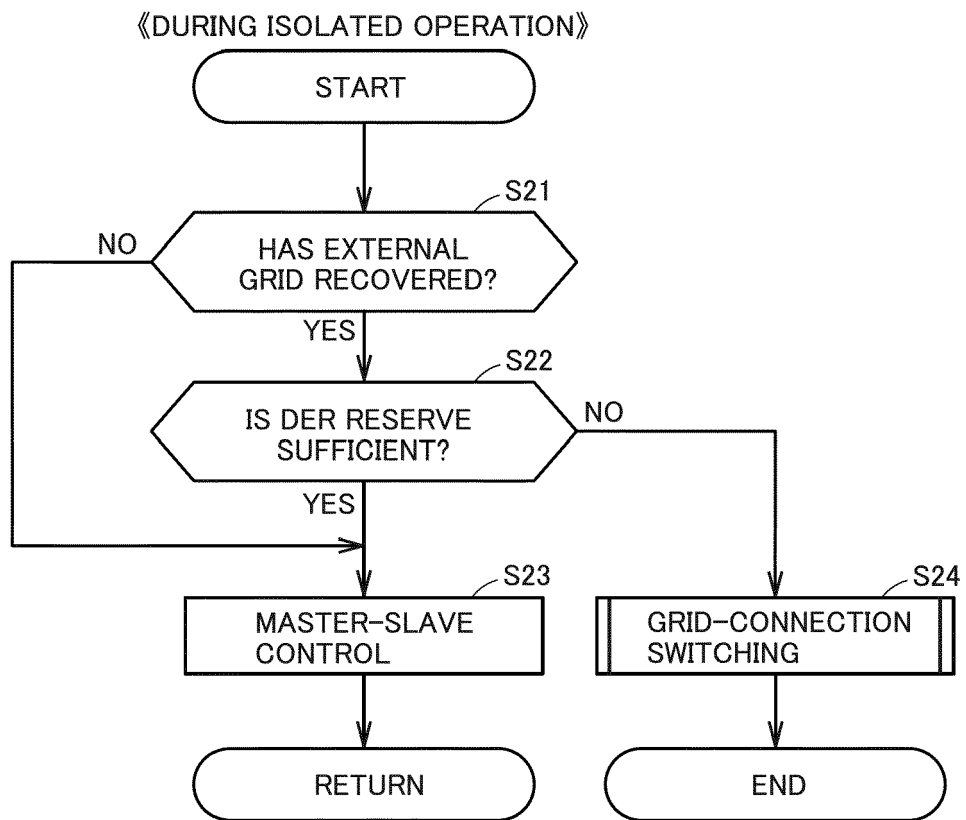 《DURING ISOLATED OPERATION》
START
S21
NO
HAS EXTERNAL
GRID RECOVERED?
YES
S22
IS DER RESERVE
SUFFICIENT?
NO
YES
S23
MASTER-SLAVE
CONTROL
S24
GRID-CONNECTION
SWITCHING
RETURN
END